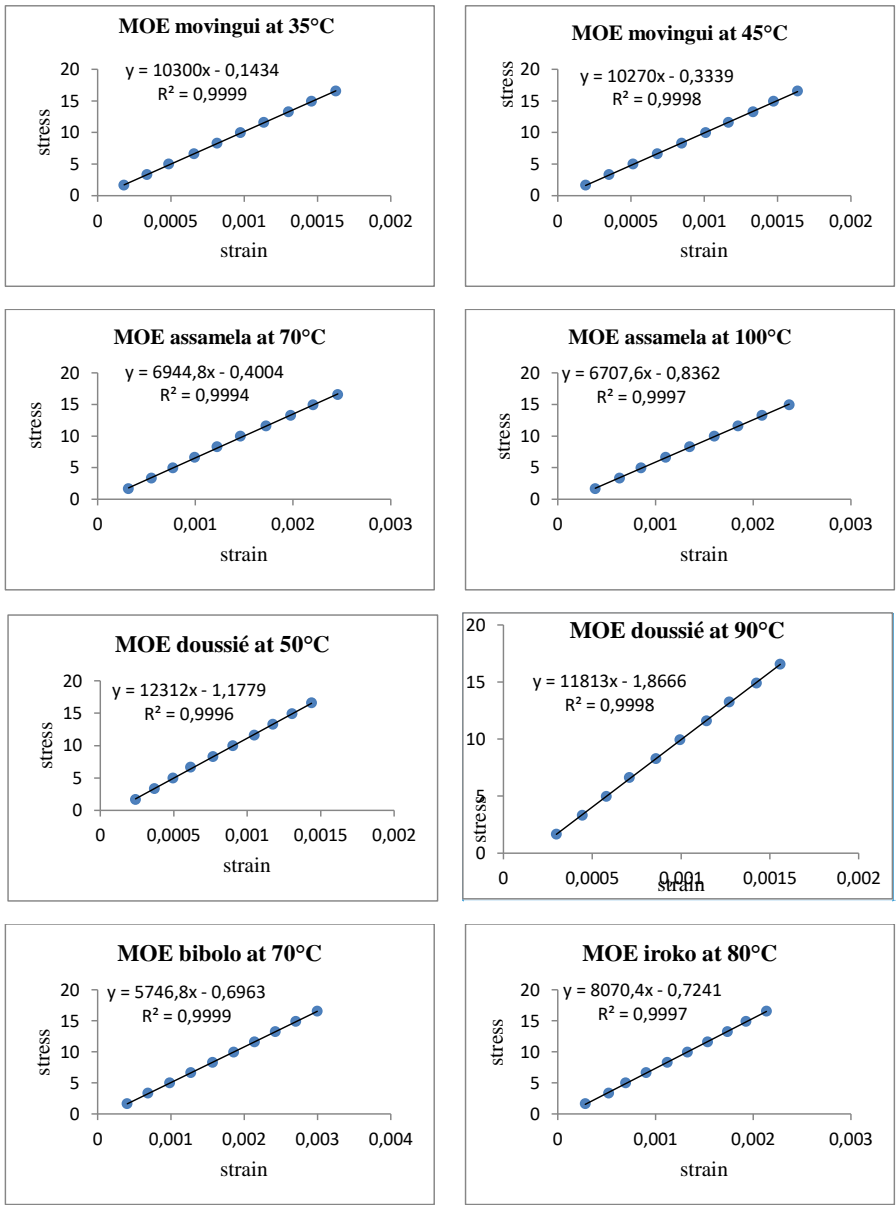 MOE movingui at 35°C
y = 10300x - 0,1434
R² = 0,9999
20
15
10
5
0
0 0,0005 0,001 0,0015 0,002
stress
strain
MOE movingui at 45°C
y = 10270x - 0,3339
R² = 0,9998
20
15
10
5
0
0 0,0005 0,001 0,0015 0,002
stress
strain
MOE assamela at 70°C
y = 6944,8x - 0,4004
R² = 0,9994
20
15
10
5
0
0 0,001 0,002 0,003
stress
strain
MOE assamela at 100°C
y = 6707,6x - 0,8362
R² = 0,9997
20
15
10
5
0
0 0,001 0,002 0,003
stress
strain
MOE doussié at 50°C
y = 12312x - 1,1779
R² = 0,9996
20
15
10
5
0
0 0,0005 0,001 0,0015 0,002
stress
strain
MOE doussié at 90°C
y = 11813x - 1,8666
R² = 0,9998
20
15
10
5
0
0 0,0005 0,001 0,0015 0,002
stress
strain
MOE bibolo at 70°C
y = 5746,8x - 0,6963
R² = 0,9999
20
15
10
5
0
0 0,001 0,002 0,003 0,004
stress
strain
MOE iroko at 80°C
y = 8070,4x - 0,7241
R² = 0,9997
20
15
10
5
0
0 0,001 0,002 0,003
stress
strain